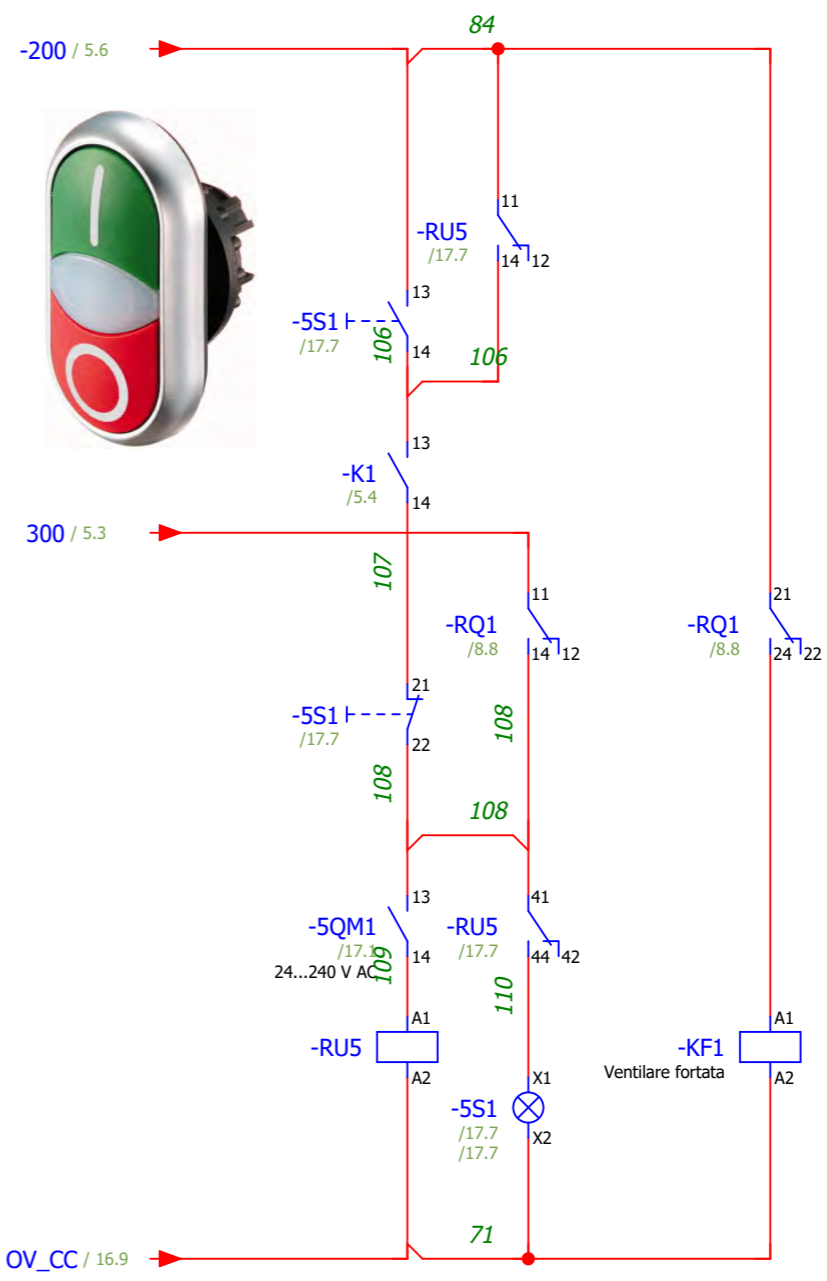 84
-200 / 5.6
11
-RU5
/17.7
14 12
13
-5S1
/17.7
106
14
106
13
-K1
/5.4
14
300 / 5.3
107
11
-RQ1
/8.8
14 12
21
-RQ1
/8.8
24 22
21
-5S1
/17.7
22
108
108
108
13
-5QM1
/17.1
14
24...240 V AC
109
41
-RU5
/17.7
44 42
110
A1
-RU5
A2
X1
-5S1
/17.7
/17.7
X2
A1
-KF1
Ventilare fortata
A2
71
OV_CC / 16.9